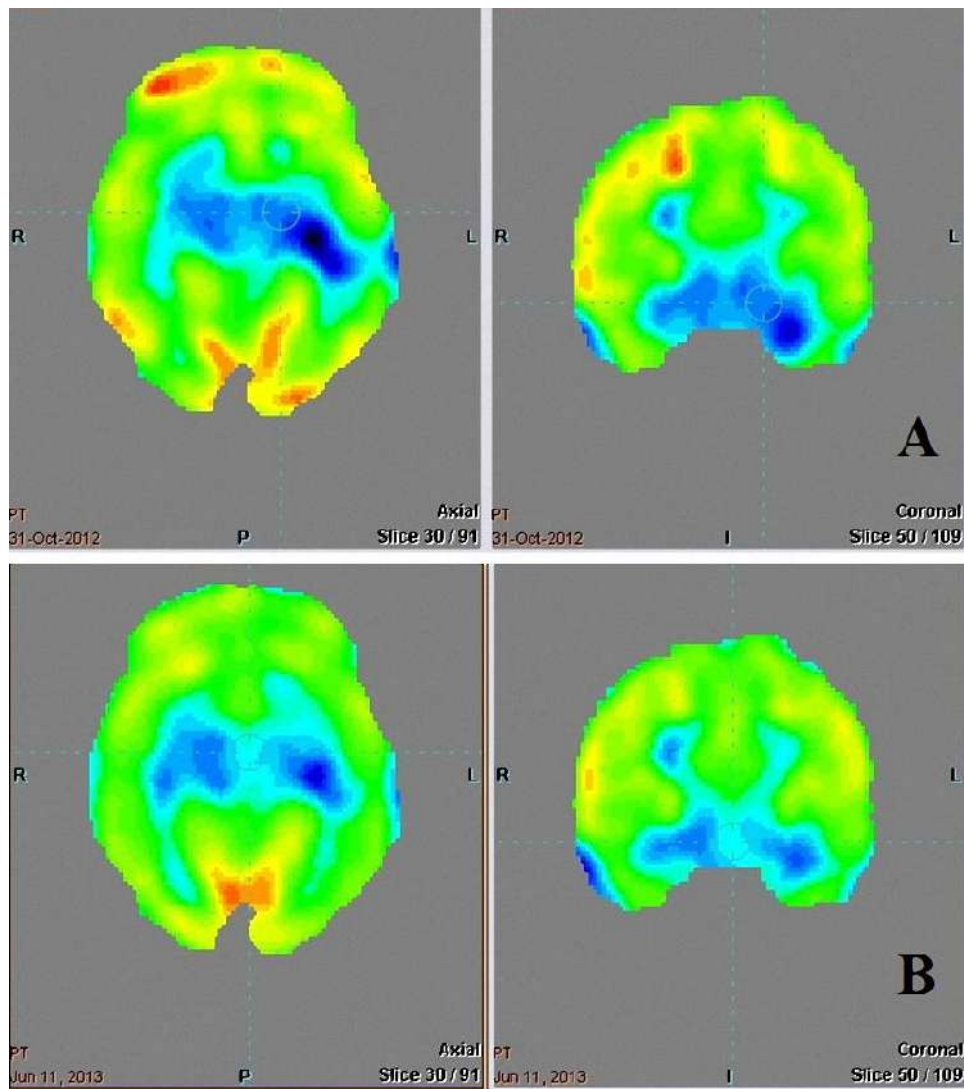 R L
A
PT Axial
31-Oct-2012 P Slice 30 / 91
R L
PT Coronal
31-Oct-2012 I Slice 50 / 109
R L
B
PT Axial
Jun 11, 2013 P Slice 30 / 91
R L
PT Coronal
Jun 11, 2013 I Slice 50 / 109